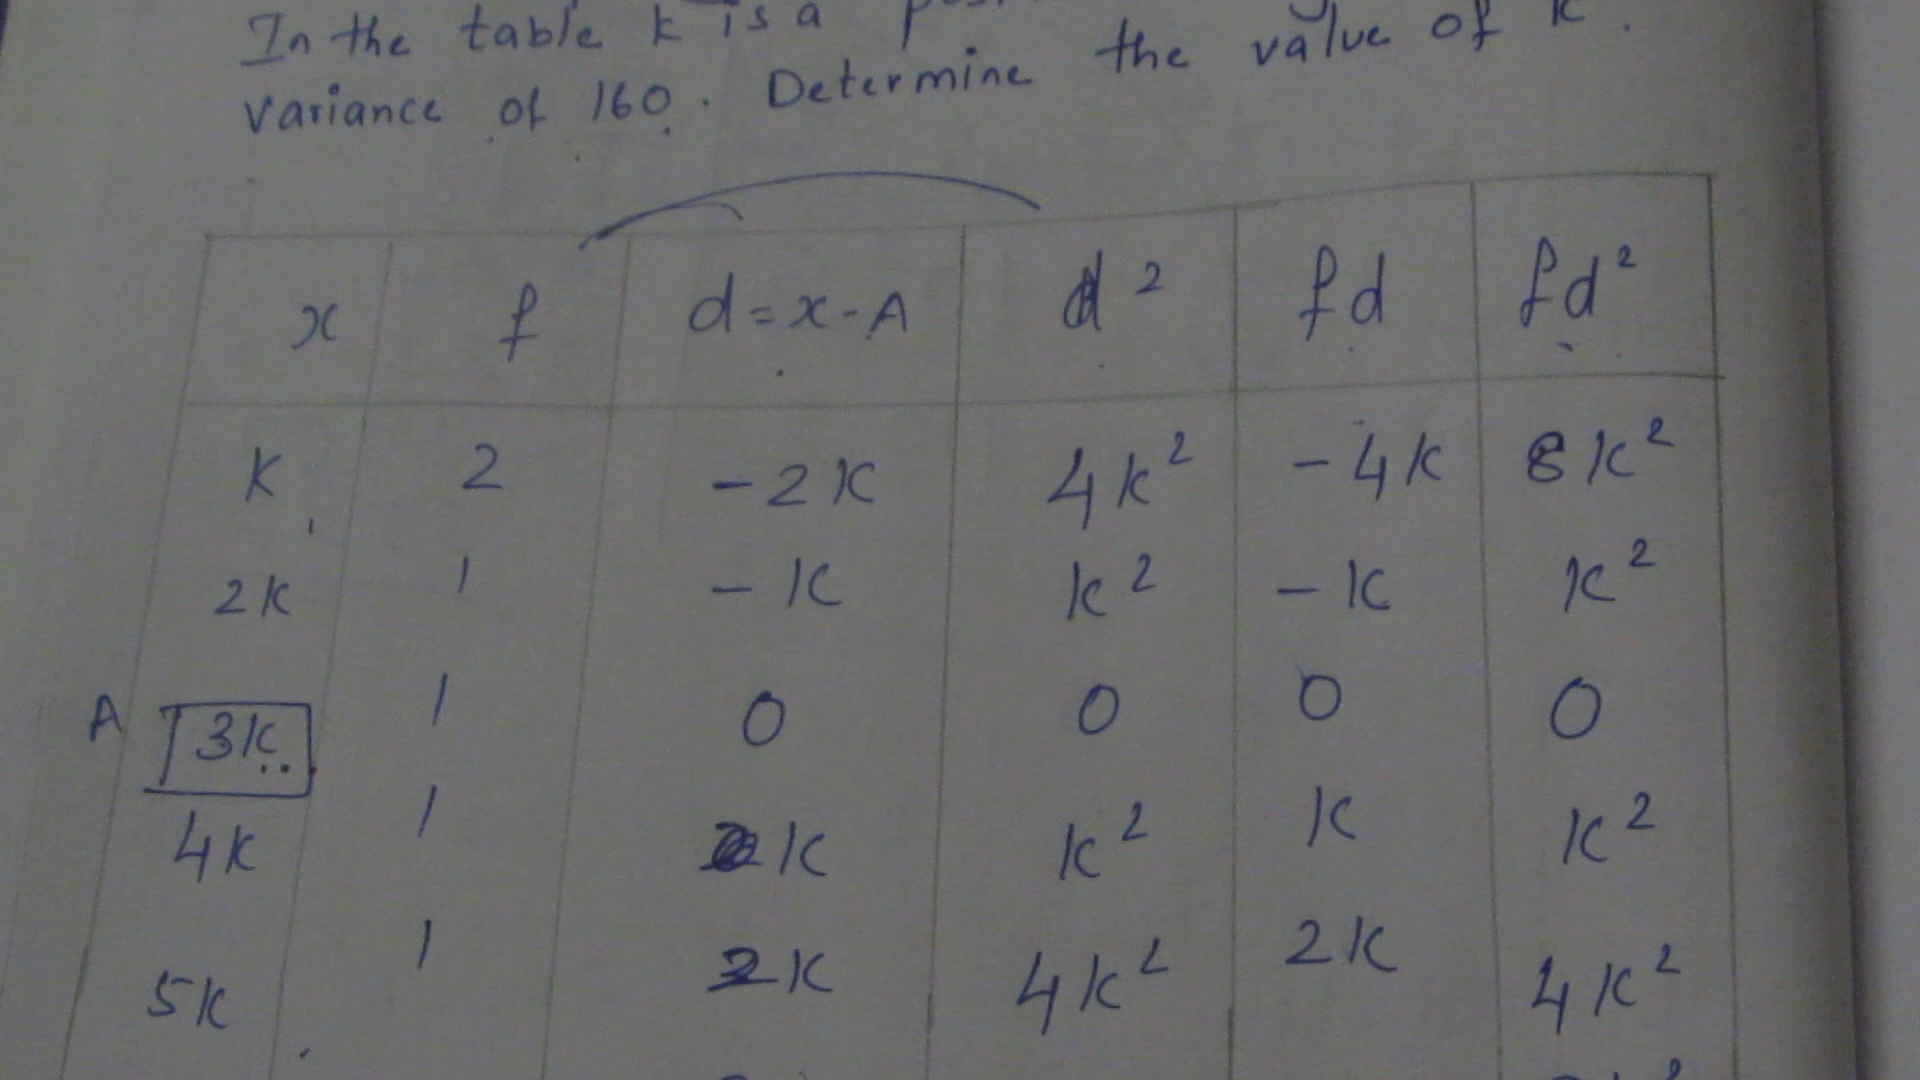 In the table k is a
the value of k.
variance of 160. Determine
x f d=x-A d² fd fd²
K 2 -2K 4k² -4K 8K²
2K 1 -K k² -K K²
A 3K 1 0 0 0 0
4K 1 K K² K K²
5K 1 2K 4K² 2K 4K²